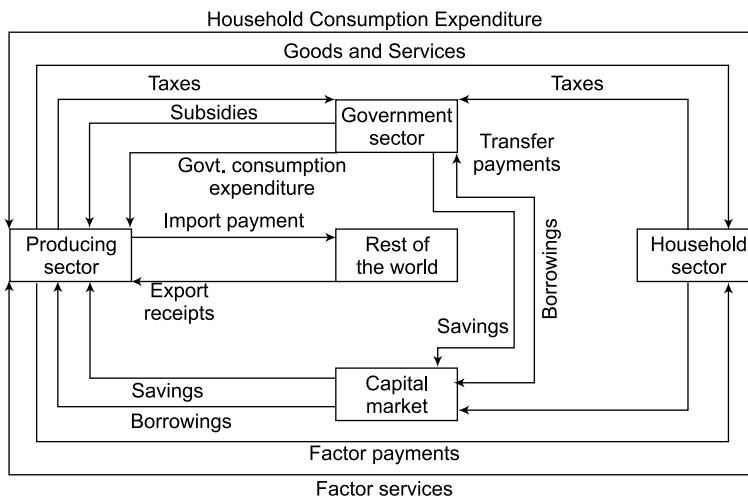 Household Consumption Expenditure
Goods and Services
Taxes
Taxes
Subsidies
Government
sector
Transfer
payments
Govt. consumption
expenditure
Import payment
Producing
sector
Rest of
the world
Borrowings
Household
sector
Export
receipts
Savings
Savings
Capital
market
Borrowings
Factor payments
Factor services